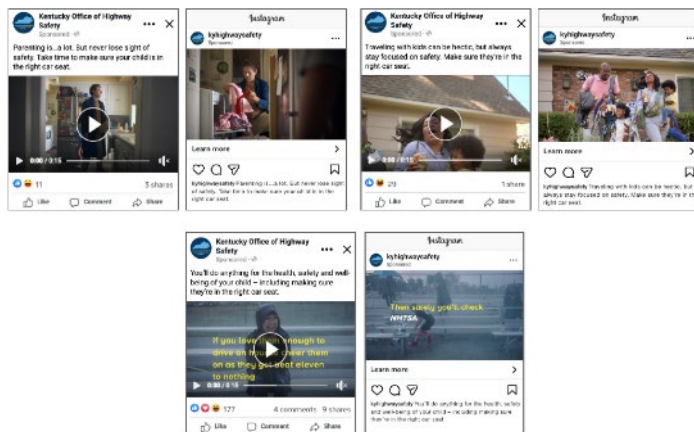 Kentucky Office of Highway
Safety
Sponsored ·
Parenting is...a lot. But never lose sight of
safety. Take time to make sure your child is in
the right car seat.
0:00 / 0:15
11
3 shares
Like
Comment
Share
Instagram
kyhighwaysafety
Sponsored
Learn more
kyhighwaysafety Parenting is...a lot. But never lose sight
of safety. Take time to make sure your child is in the
right car seat.
Kentucky Office of Highway
Safety
Sponsored ·
Traveling with kids can be hectic, but always
stay focused on safety. Make sure they're in the
right car seat.
0:00 / 0:15
29
1 share
Like
Comment
Share
Instagram
kyhighwaysafety
Sponsored
Learn more
kyhighwaysafety Traveling with kids can be hectic, but
always stay focused on safety. Make sure they're in the
right car seat.
Kentucky Office of Highway
Safety
Sponsored ·
You'll do anything for the health, safety and well-
being of your child – including making sure
they're in the right car seat.
If you love them enough to
drive an hour to cheer them
on as they get beat eleven
to nothing
0:00 / 0:15
177
4 comments 9 shares
Like
Comment
Share
Instagram
kyhighwaysafety
Sponsored
Then surely you'll check
NHTSA
Learn more
kyhighwaysafety You'll do anything for the health, safety
and well-being of your child – including making sure
they're in the right car seat.